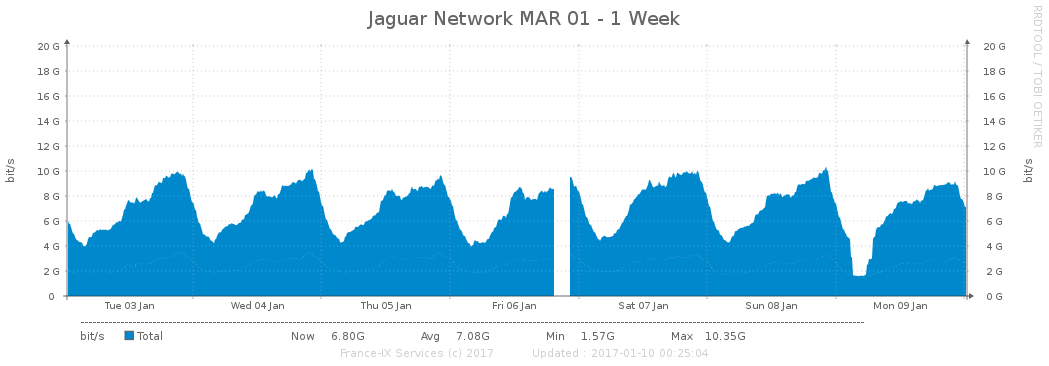 Jaguar Network MAR 01 - 1 Week
RRDTOOL / TOBI OETIKER
bit/s
20 G 20 G
18 G 18 G
16 G 16 G
14 G 14 G
12 G 12 G
10 G 10 G
8 G 8 G
6 G 6 G
4 G 4 G
2 G 2 G
0 0 G
bit/s
Tue 03 Jan Wed 04 Jan Thu 05 Jan Fri 06 Jan Sat 07 Jan Sun 08 Jan Mon 09 Jan
bit/s Total Now 6.80G Avg 7.08G Min 1.57G Max 10.35G
France-IX Services (c) 2017 Updated : 2017-01-10 00:25:04